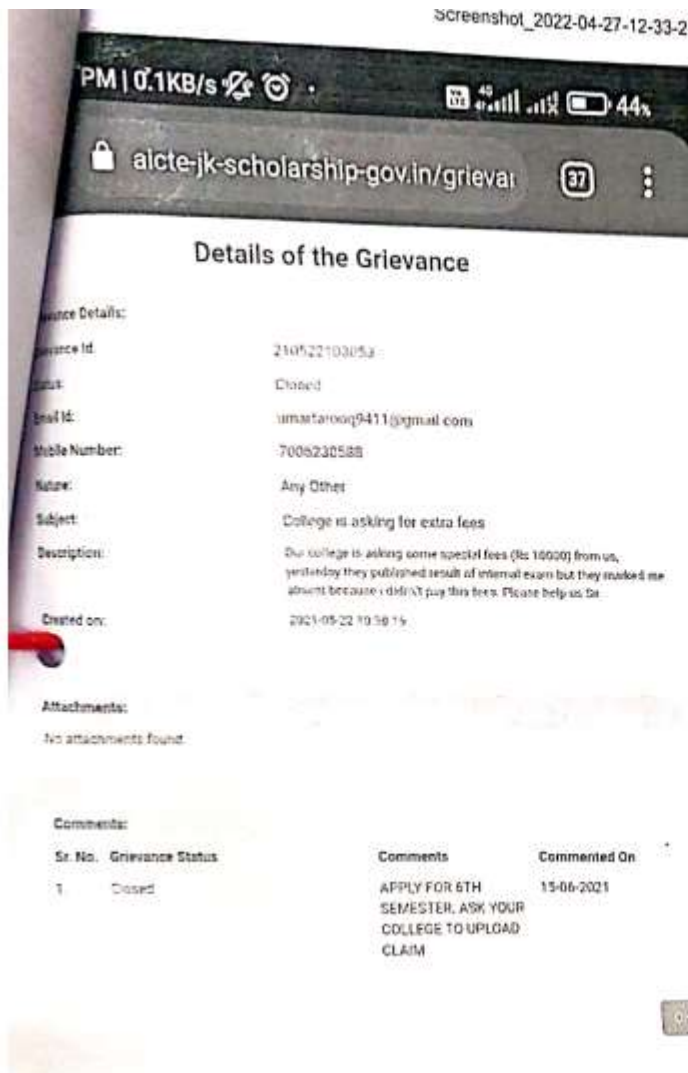 Screenshot_2022-04-27-12-33-2
PM | 0.1KB/s 44%
aicte-jk-scholarship-gov.in/grievan 37
Details of the Grievance
Details:
Id: 210522103053
Closed
Email Id: umartarooq9411@gmail.com
Mobile Number: 7006230588
Nature: Any Other
Subject: College is asking for extra fees
Description: Our college is asking some special fees (Rs 10000) from us,
yesterday they published result of internal exam but they marked me
absent because i didn't pay this fees. Please help us Sir
Created on: 2021-05-22
Attachments:
No attachments found.
Comments:
Sr. No. Grievance Status Comments Commented On
1 Closed APPLY FOR 6TH 15-06-2021
SEMESTER, ASK YOUR
COLLEGE TO UPLOAD
CLAIM